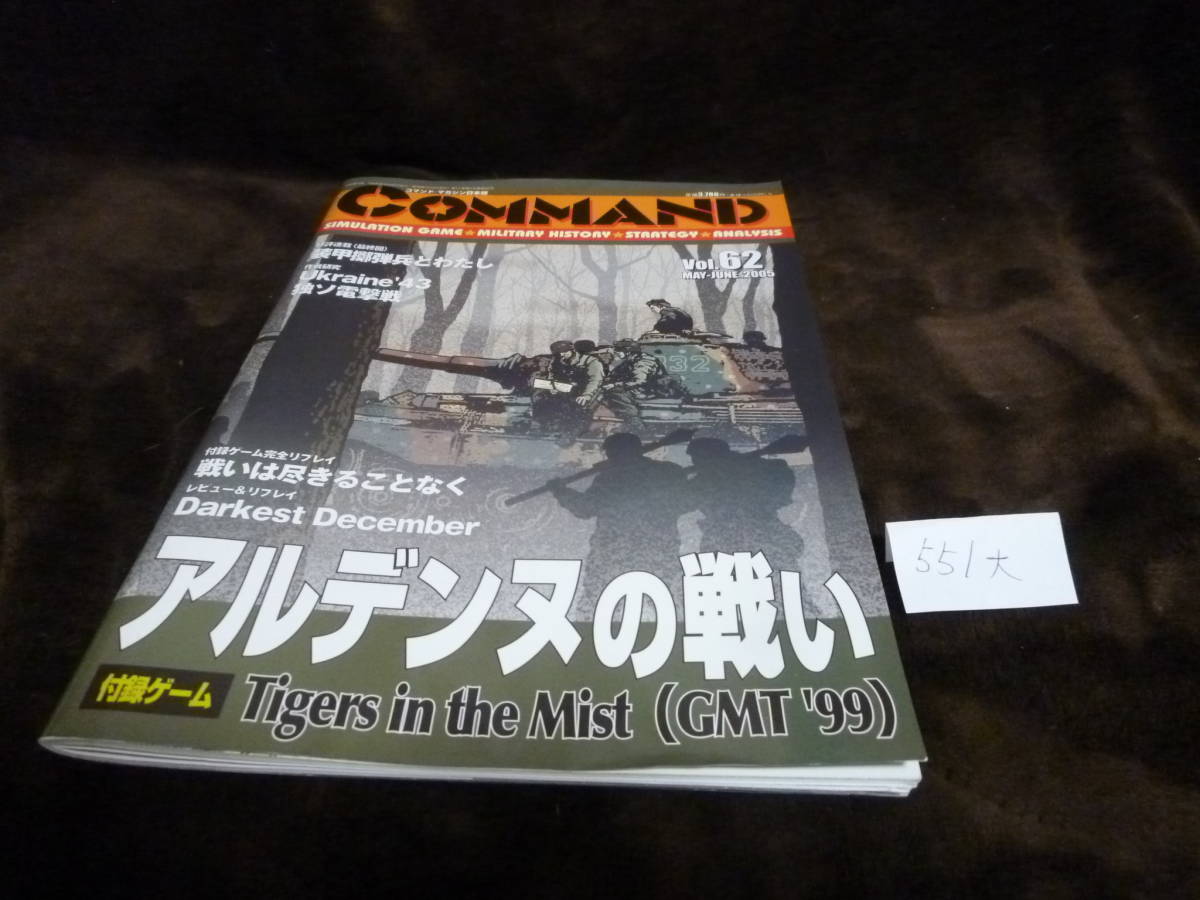 コマンド マガジン日本版
COMMAND
SIMULATION GAME★MILITARY HISTORY★STRATEGY★ANALYSIS
Vol.62
MAY-JUNE 2005
装甲擲弾兵とわたし
Ukraine'43
独ソ電撃戦
32
付録ゲーム完全リプレイ
戦いは尽きることなく
レビュー＆リプレイ
Darkest December
アルデンヌの戦い
付録ゲーム
Tigers in the Mist (GMT '99)
551大